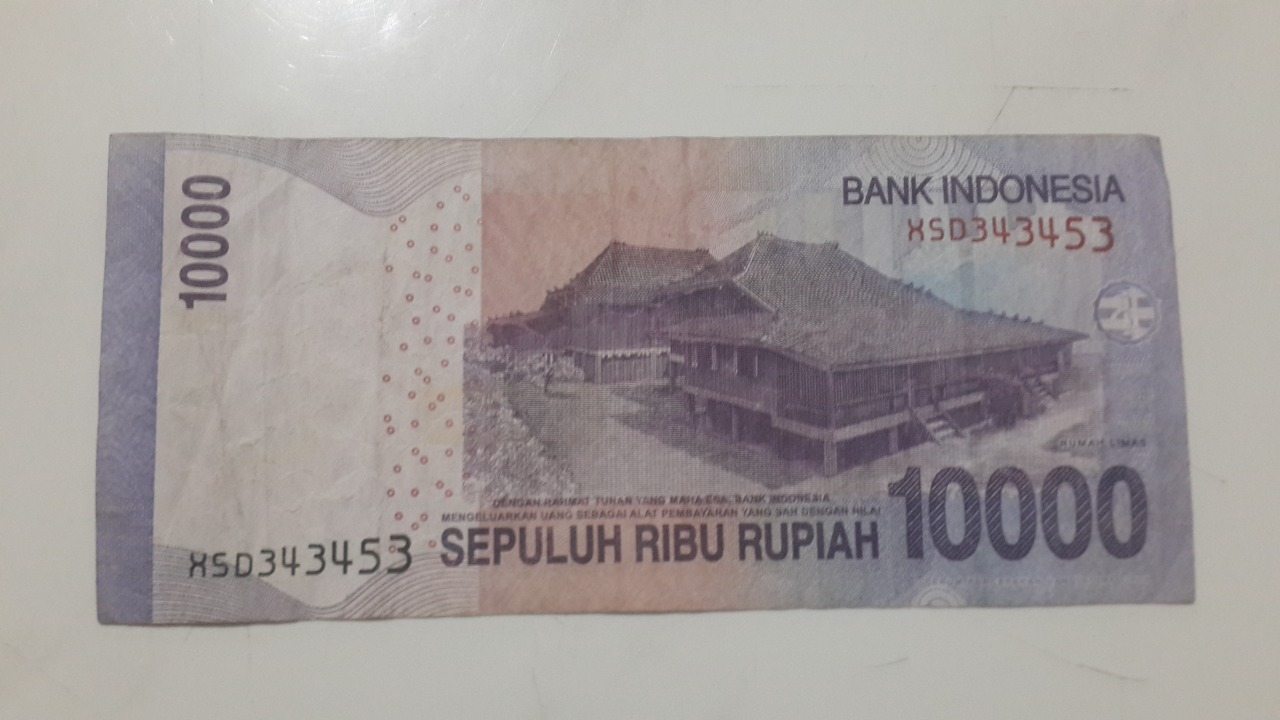 10000
BANK INDONESIA
XSD343453
RUMAH LIMAS
DENGAN RAHMAT TUHAN YANG MAHA ESA, BANK INDONESIA
MENGELUARKAN UANG SEBAGAI ALAT PEMBAYARAN YANG SAH DENGAN NILAI
SEPULUH RIBU RUPIAH
10000
XSD343453